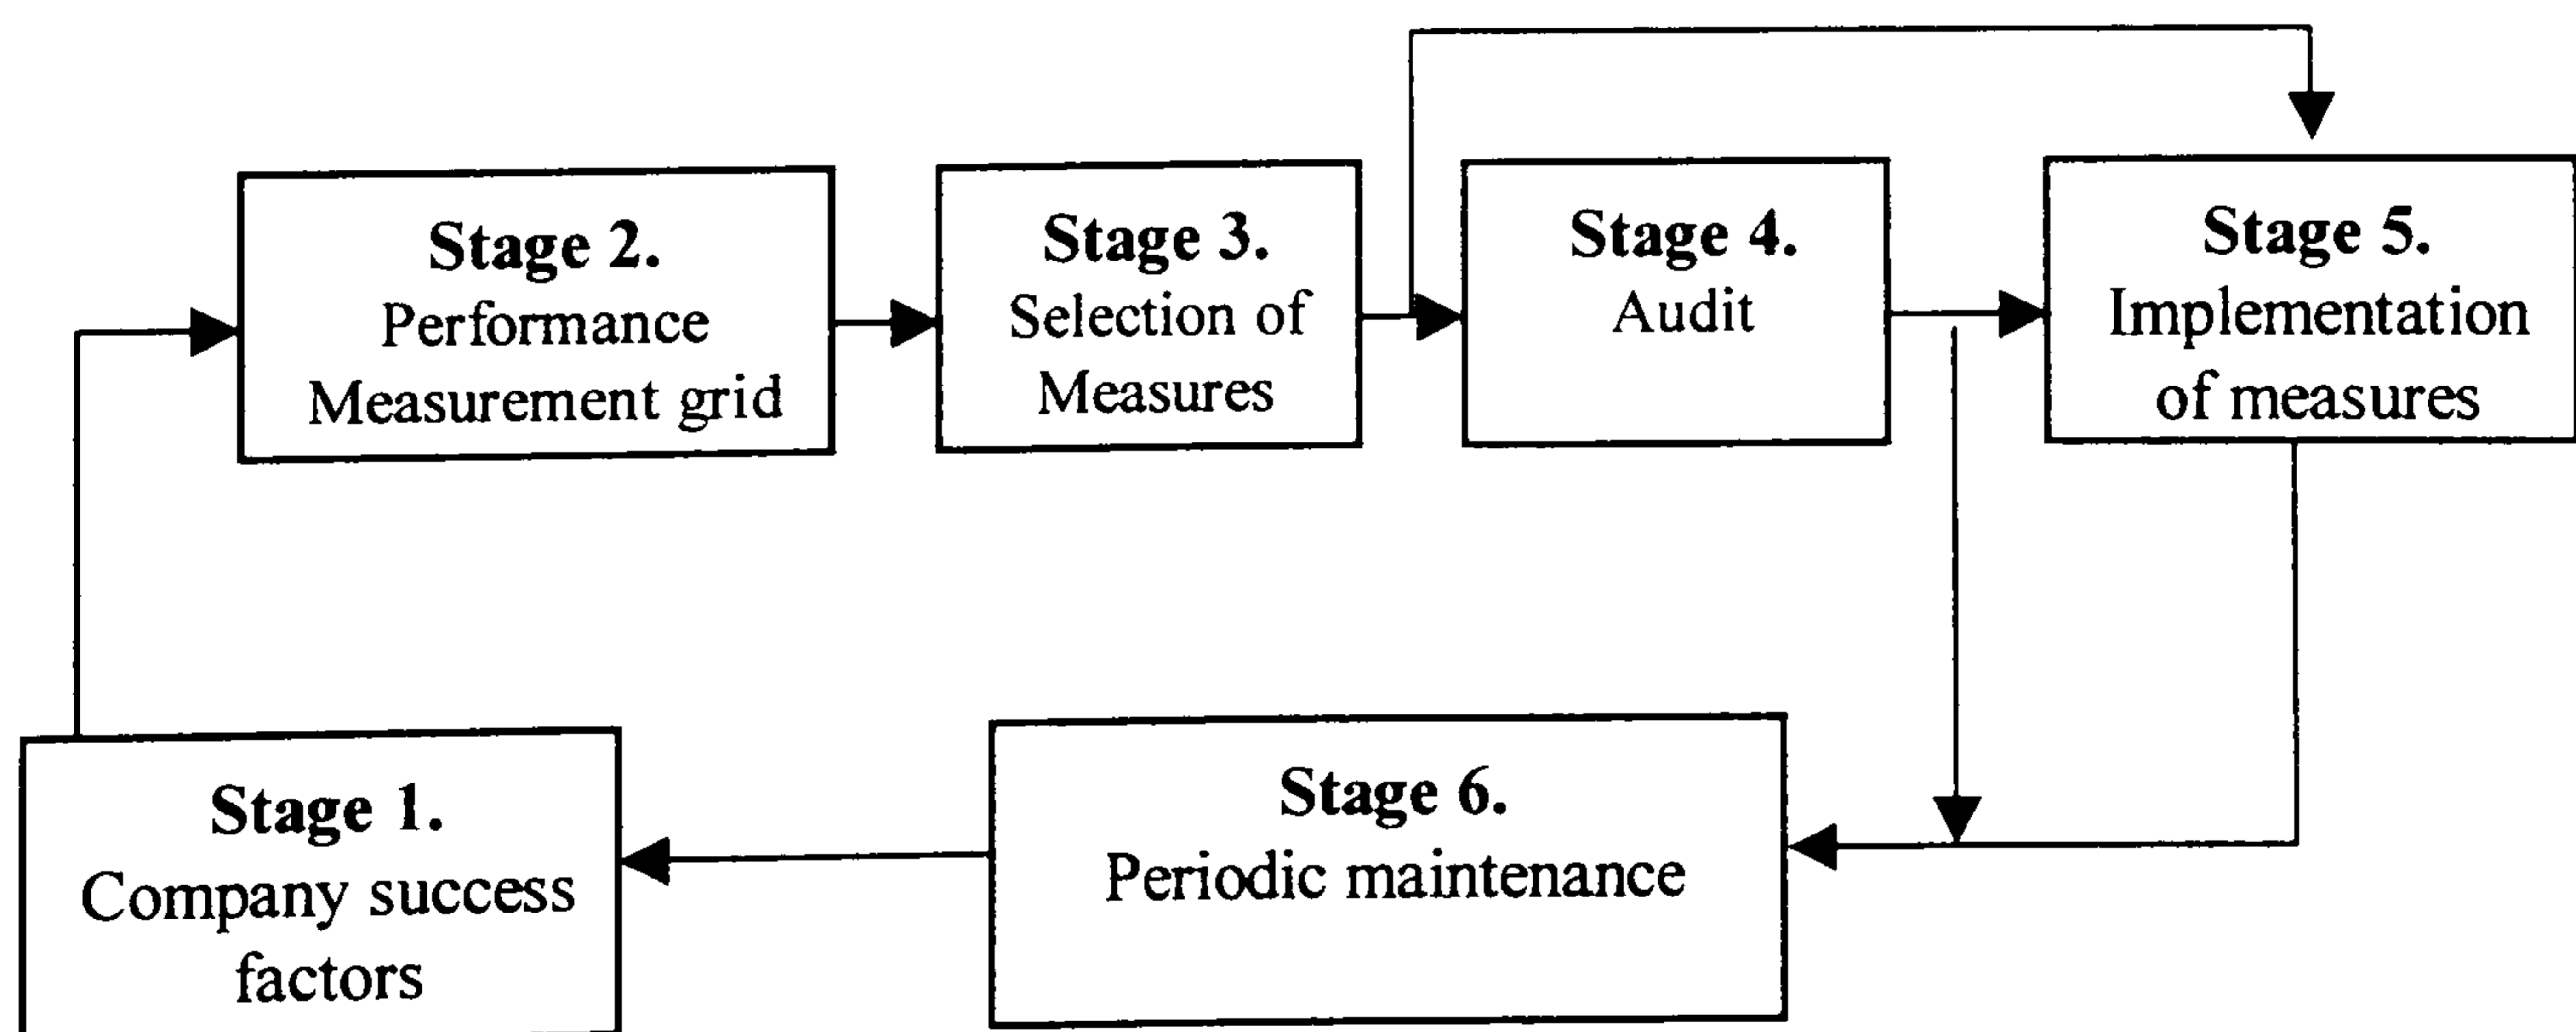 Stage 2.
Performance
Measurement grid
Stage 3.
Selection of
Measures
Stage 4.
Audit
Stage 5.
Implementation
of measures
Stage 1.
Company success
factors
Stage 6.
Periodic maintenance